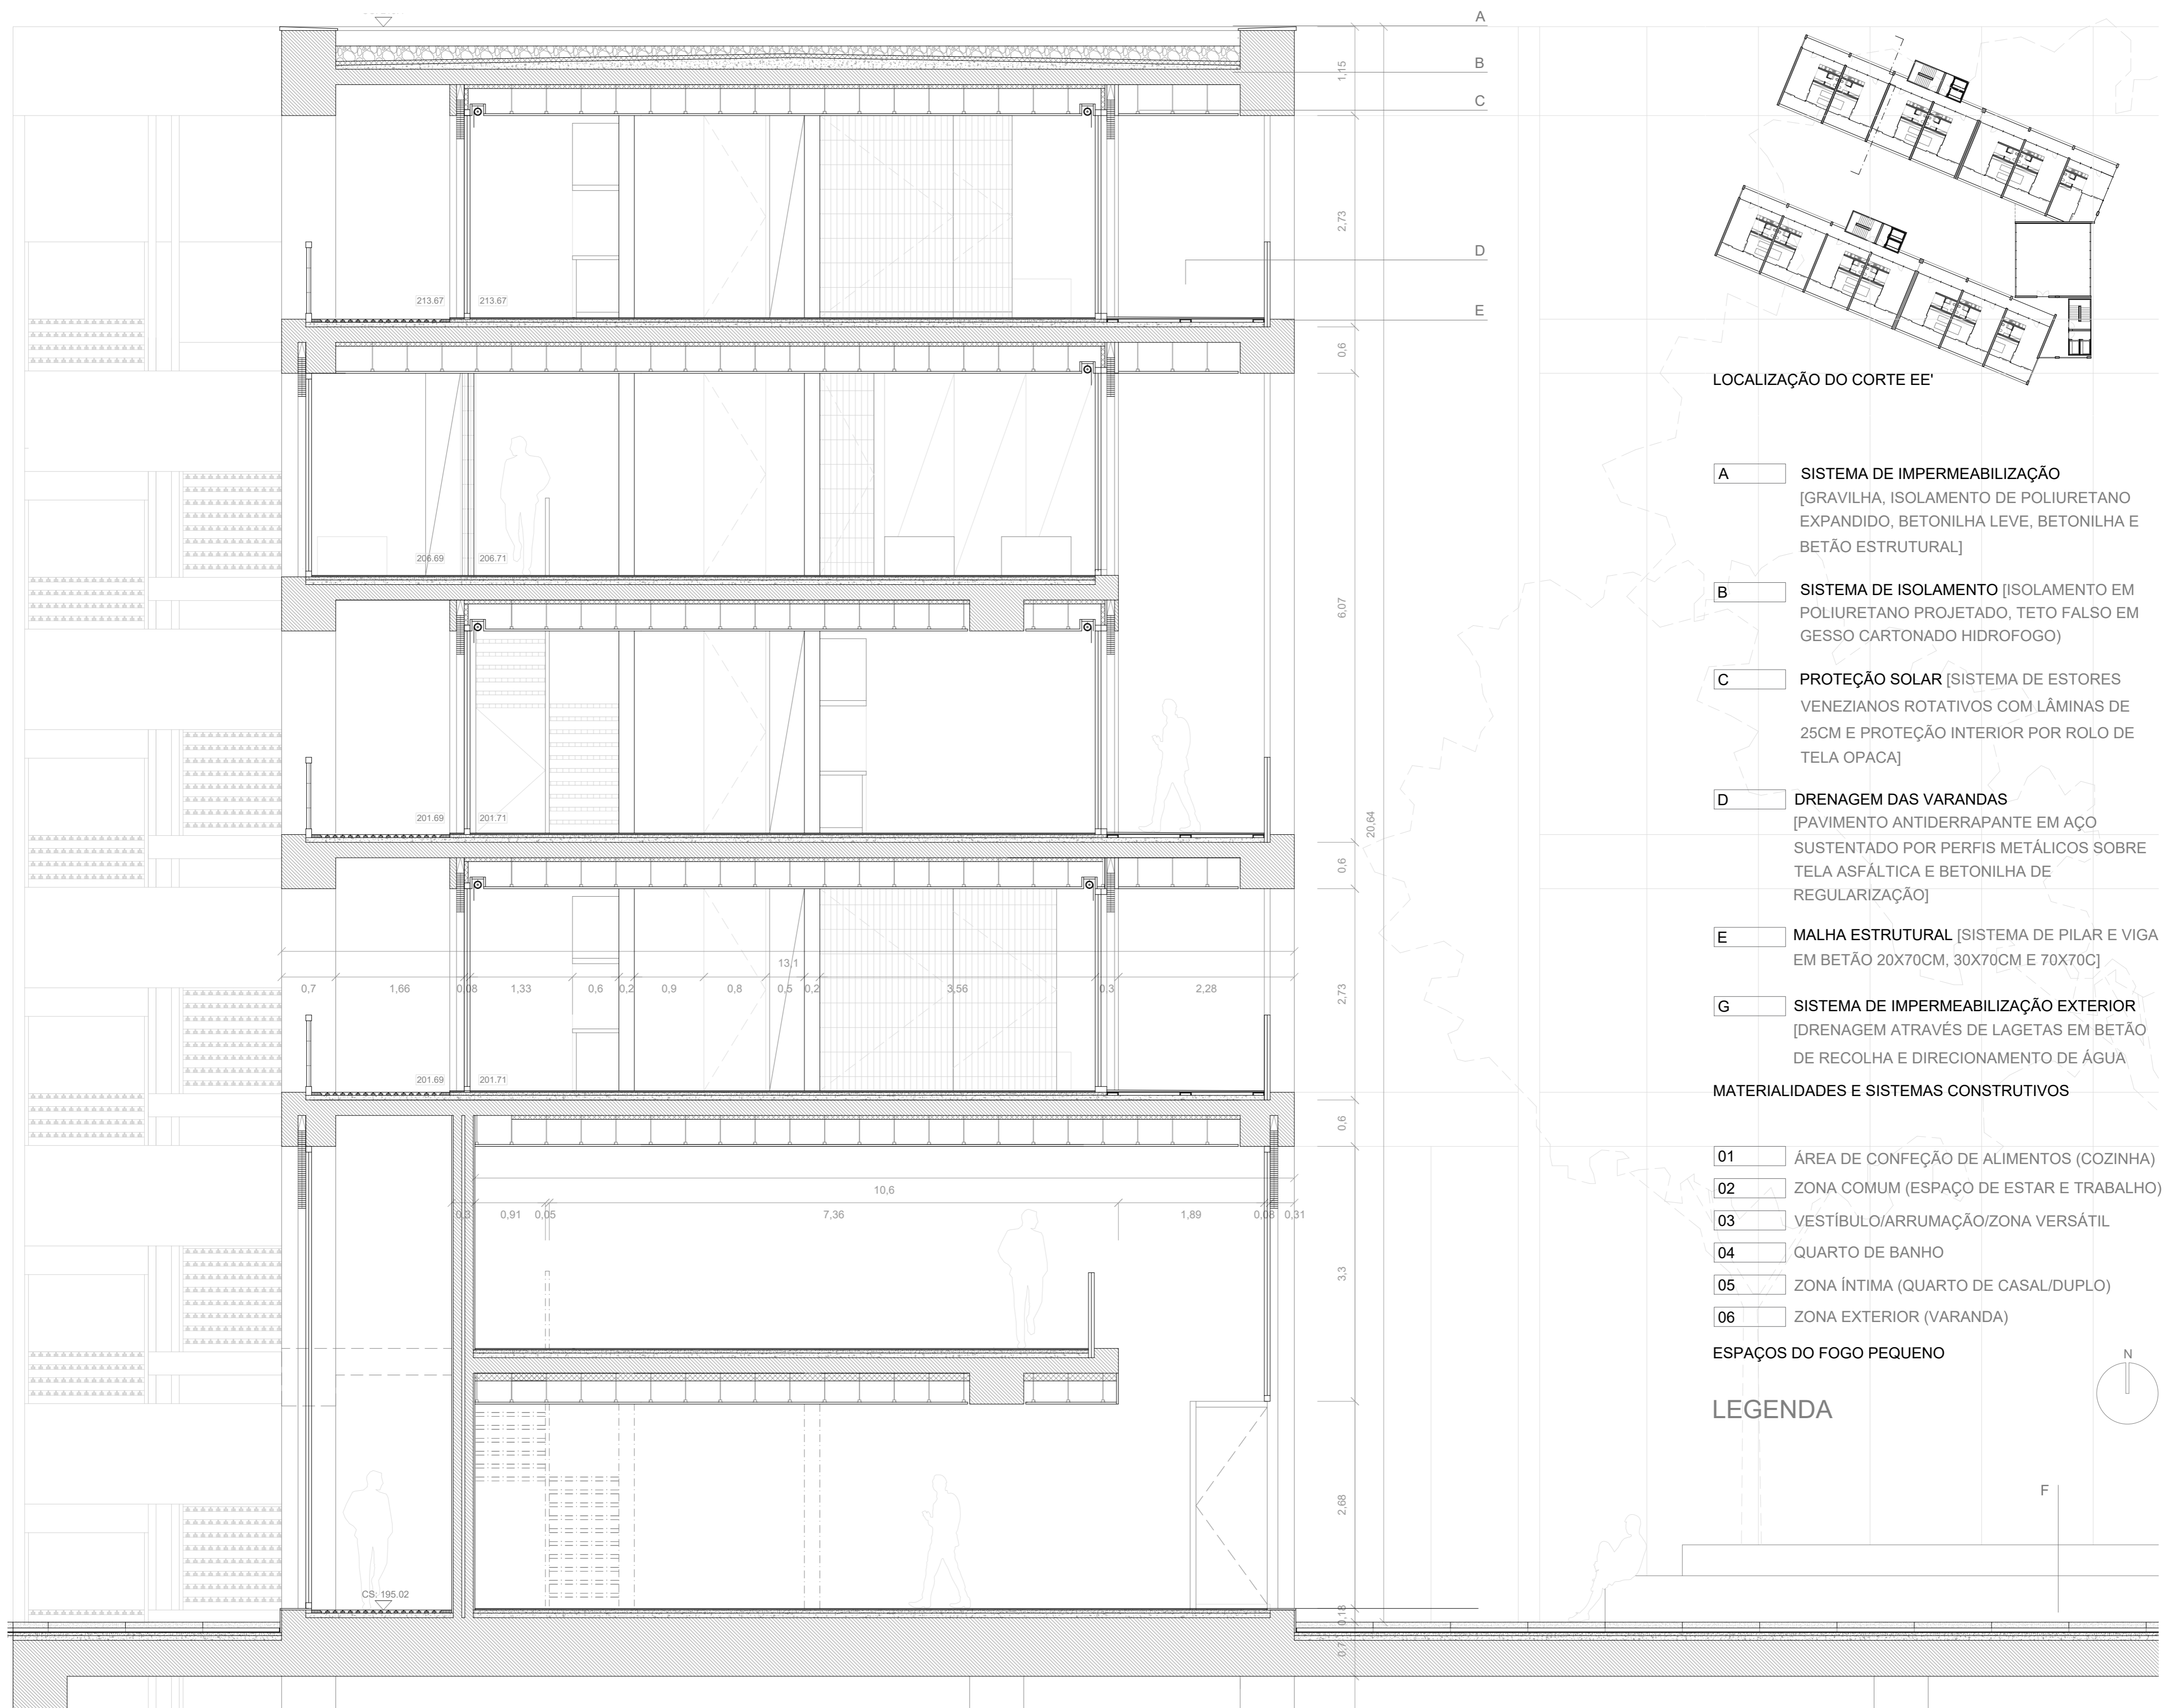 A
B
C
D
E
1,15
2,73
0,6
6,07
20,64
0,6
2,73
0,6
3,3
2,68
0,18
0,7
213.67
213.67
206.69
206.71
201.69
201.71
13,1
0,7
1,66
0,08
1,33
0,6
0,2
0,9
0,8
0,5
0,2
3,56
0,3
2,28
201.69
201.71
10,6
0,3
0,91
0,05
7,36
1,89
0,08
0,31
CS: 195.02
LOCALIZAÇÃO DO CORTE EE'
A SISTEMA DE IMPERMEABILIZAÇÃO
[GRAVILHA, ISOLAMENTO DE POLIURETANO
EXPANDIDO, BETONILHA LEVE, BETONILHA E
BETÃO ESTRUTURAL]
B SISTEMA DE ISOLAMENTO [ISOLAMENTO EM
POLIURETANO PROJETADO, TETO FALSO EM
GESSO CARTONADO HIDROFOGO)
C PROTEÇÃO SOLAR [SISTEMA DE ESTORES
VENEZIANOS ROTATIVOS COM LÂMINAS DE
25CM E PROTEÇÃO INTERIOR POR ROLO DE
TELA OPACA]
D DRENAGEM DAS VARANDAS
[PAVIMENTO ANTIDERRAPANTE EM AÇO
SUSTENTADO POR PERFIS METÁLICOS SOBRE
TELA ASFÁLTICA E BETONILHA DE
REGULARIZAÇÃO]
E MALHA ESTRUTURAL [SISTEMA DE PILAR E VIGA
EM BETÃO 20X70CM, 30X70CM E 70X70C]
G SISTEMA DE IMPERMEABILIZAÇÃO EXTERIOR
[DRENAGEM ATRAVÉS DE LAGETAS EM BETÃO
DE RECOLHA E DIRECIONAMENTO DE ÁGUA
MATERIALIDADES E SISTEMAS CONSTRUTIVOS
01 ÁREA DE CONFEÇÃO DE ALIMENTOS (COZINHA)
02 ZONA COMUM (ESPAÇO DE ESTAR E TRABALHO)
03 VESTÍBULO/ARRUMAÇÃO/ZONA VERSÁTIL
04 QUARTO DE BANHO
05 ZONA ÍNTIMA (QUARTO DE CASAL/DUPLO)
06 ZONA EXTERIOR (VARANDA)
ESPAÇOS DO FOGO PEQUENO
N
LEGENDA
F